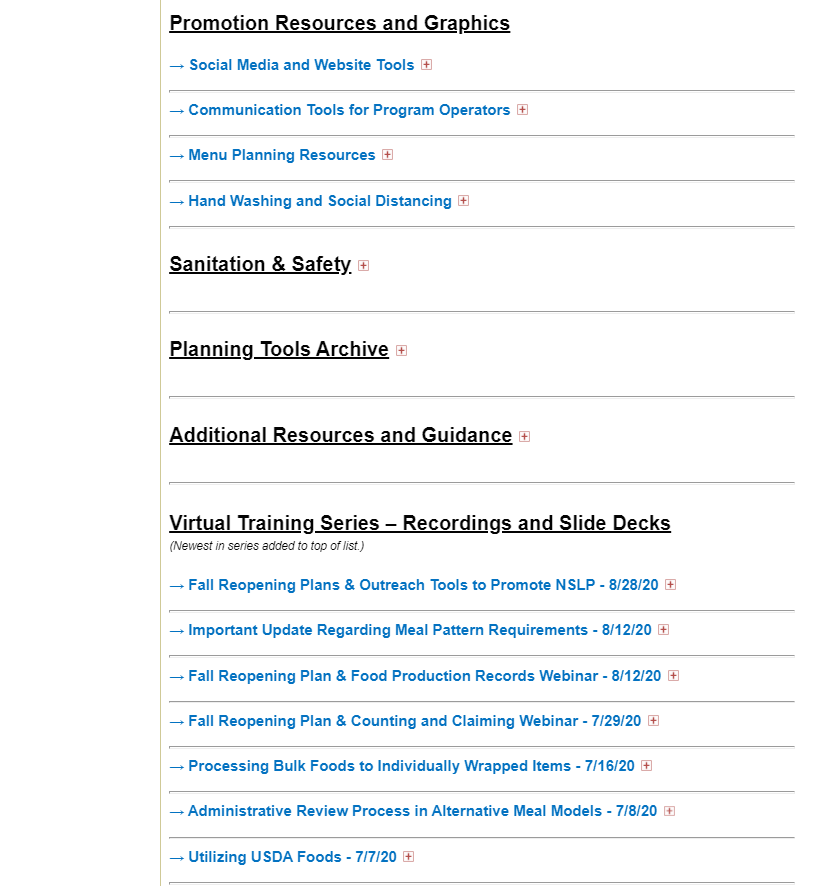 Promotion Resources and Graphics
→ Social Media and Website Tools
→ Communication Tools for Program Operators
→ Menu Planning Resources
→ Hand Washing and Social Distancing
Sanitation & Safety
Planning Tools Archive
Additional Resources and Guidance
Virtual Training Series – Recordings and Slide Decks
(Newest in series added to top of list.)
→ Fall Reopening Plans & Outreach Tools to Promote NSLP - 8/28/20
→ Important Update Regarding Meal Pattern Requirements - 8/12/20
→ Fall Reopening Plan & Food Production Records Webinar - 8/12/20
→ Fall Reopening Plan & Counting and Claiming Webinar - 7/29/20
→ Processing Bulk Foods to Individually Wrapped Items - 7/16/20
→ Administrative Review Process in Alternative Meal Models - 7/8/20
→ Utilizing USDA Foods - 7/7/20